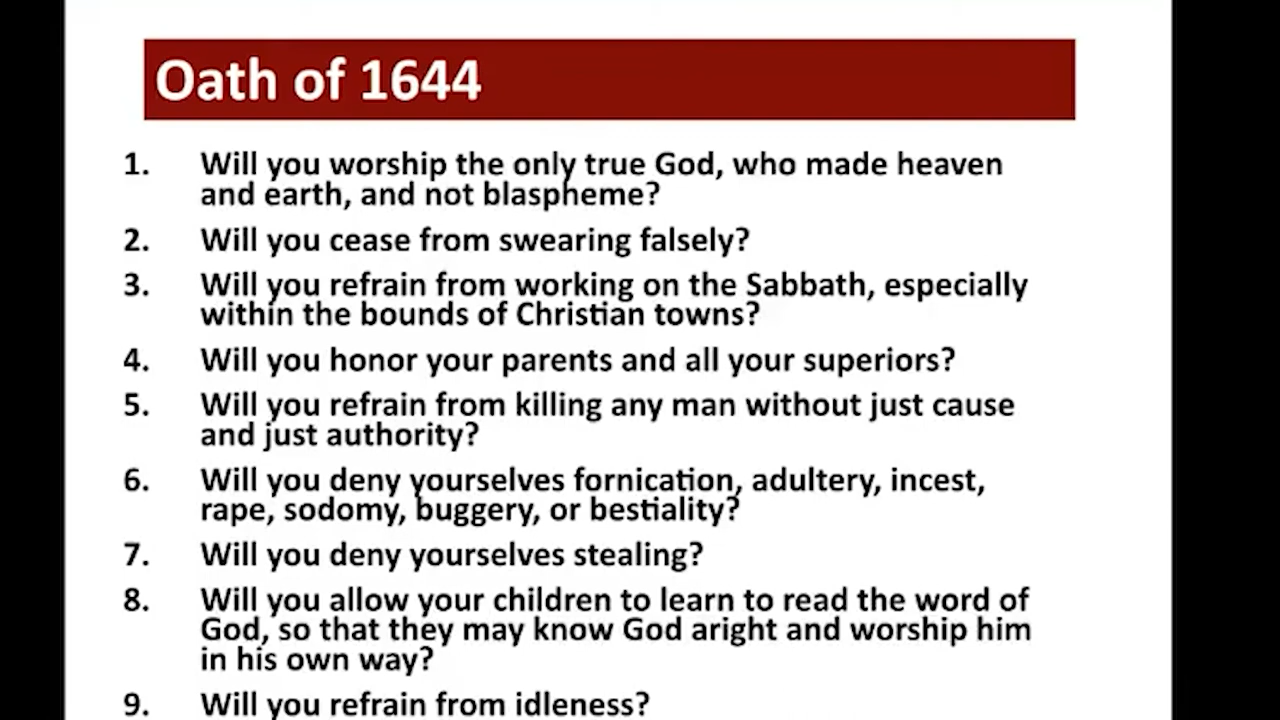 Oath of 1644
1. Will you worship the only true God, who made heaven
and earth, and not blaspheme?
2. Will you cease from swearing falsely?
3. Will you refrain from working on the Sabbath, especially
within the bounds of Christian towns?
4. Will you honor your parents and all your superiors?
5. Will you refrain from killing any man without just cause
and just authority?
6. Will you deny yourselves fornication, adultery, incest,
rape, sodomy, buggery, or bestiality?
7. Will you deny yourselves stealing?
8. Will you allow your children to learn to read the word of
God, so that they may know God aright and worship him
in his own way?
9. Will you refrain from idleness?